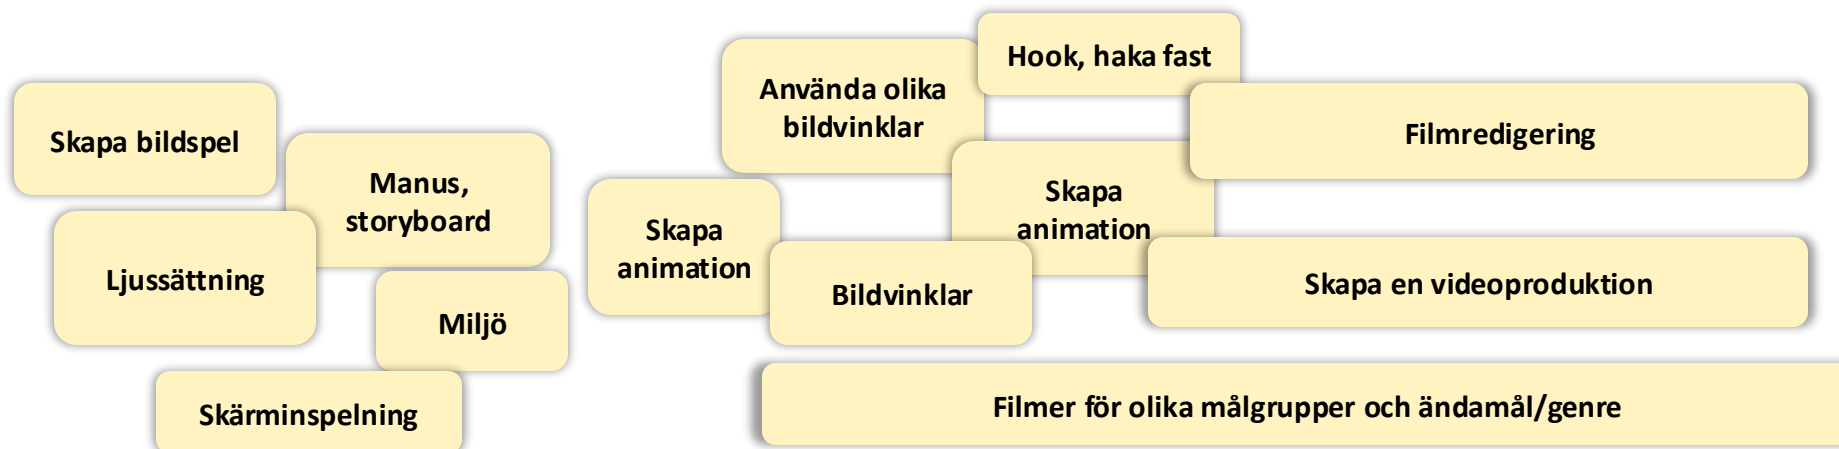 Skapa bildspel
Manus,
storyboard
Ljussättning
Miljö
Skärminspelning
Använda olika
bildvinklar
Hook, haka fast
Filmredigering
Skapa
animation
Skapa
animation
Bildvinklar
Skapa en videoproduktion
Filmer för olika målgrupper och ändamål/genre